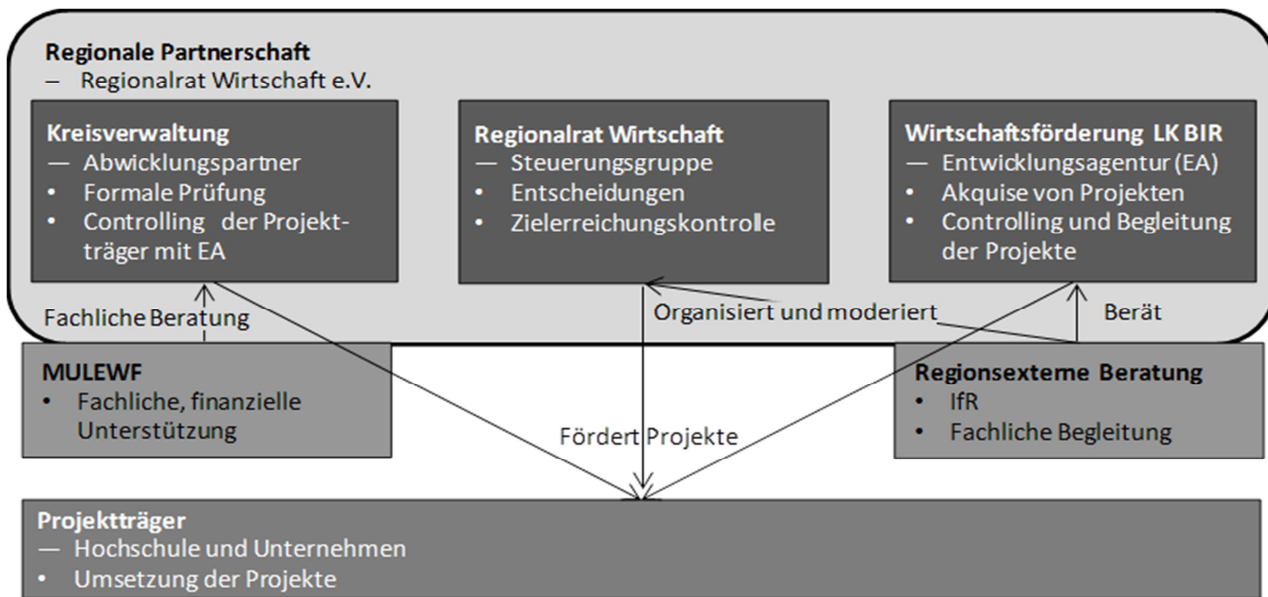 Regionale Partnerschaft
– Regionalrat Wirtschaft e.V.
Kreisverwaltung
— Abwicklungspartner
• Formale Prüfung
• Controlling der Projekt-
träger mit EA
Regionalrat Wirtschaft
— Steuerungsgruppe
• Entscheidungen
• Zielerreichungskontrolle
Wirtschaftsförderung LK BIR
— Entwicklungsagentur (EA)
• Akquise von Projekten
• Controlling und Begleitung
der Projekte
Fachliche Beratung
Organisiert und moderiert
Berät
MULEWF
• Fachliche, finanzielle
Unterstützung
Regionsexterne Beratung
• IfR
• Fachliche Begleitung
Fördert Projekte
Projektträger
— Hochschule und Unternehmen
• Umsetzung der Projekte